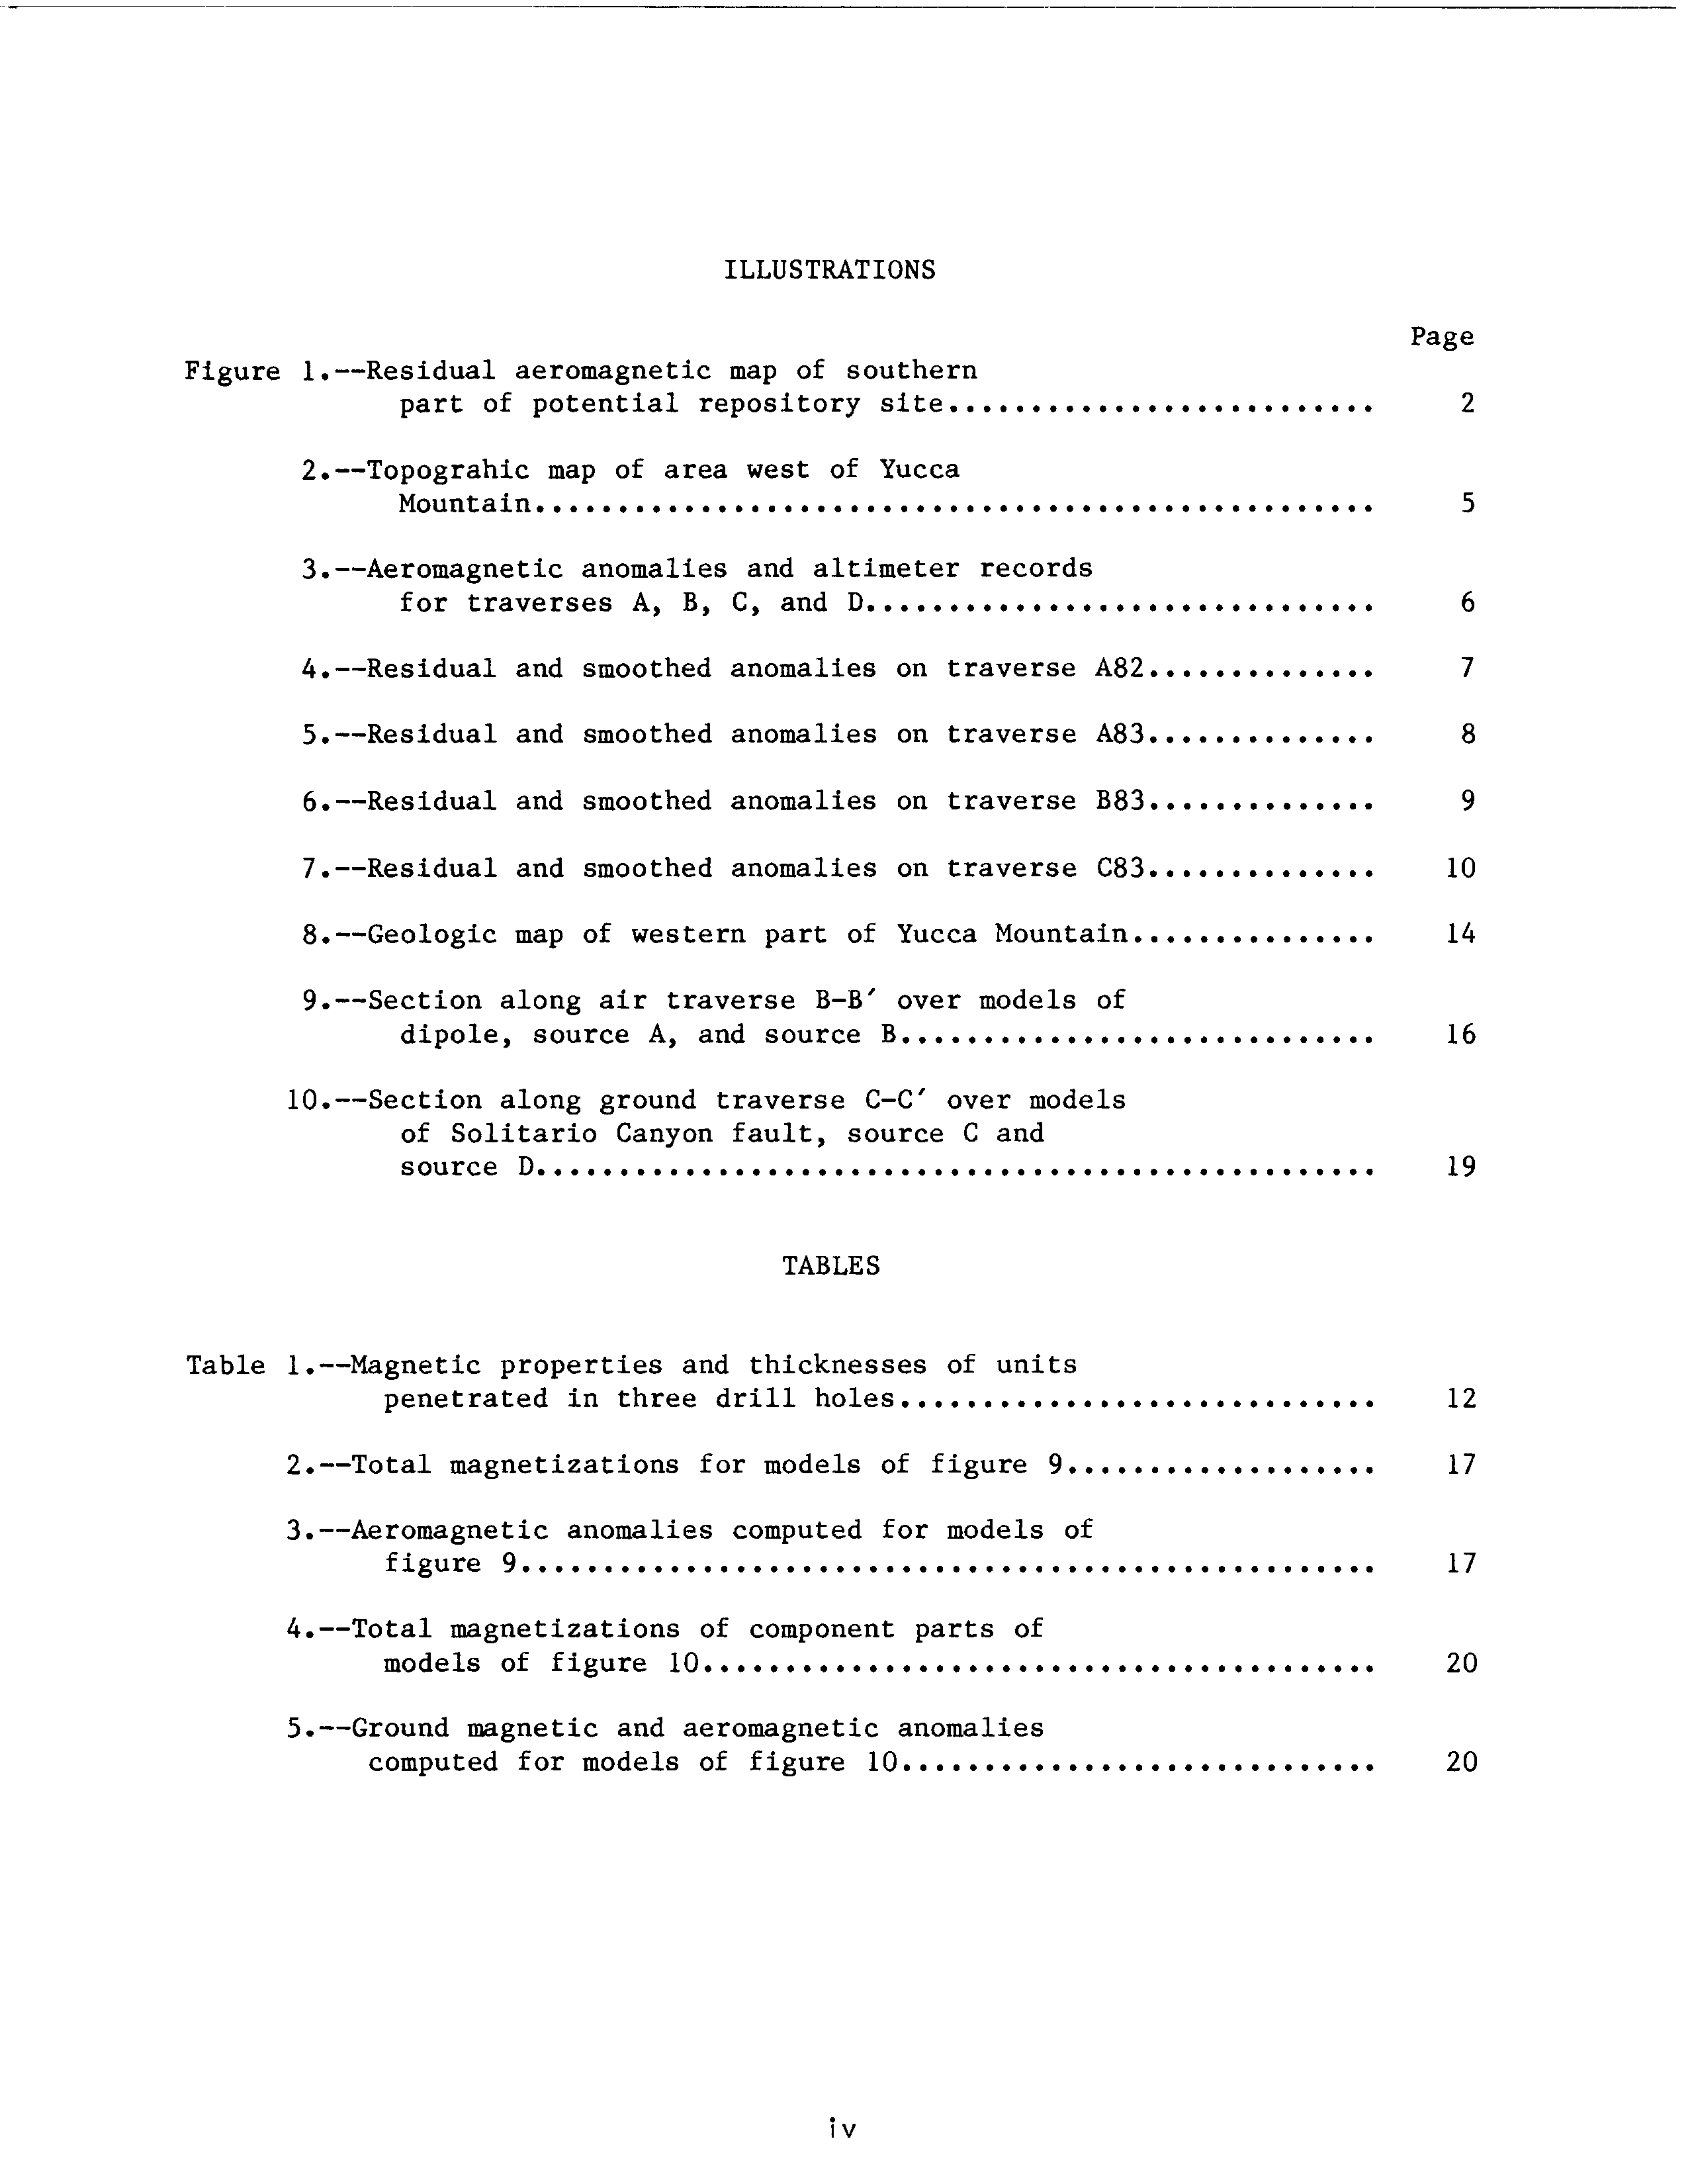 ILLUSTRATIONS
Page
Figure 1.--Residual aeromagnetic map of southern
part of potential repository site.......................... 2
2.--Topograhic map of area west of Yucca
Mountain................................................... 5
3.--Aeromagnetic anomalies and altimeter records
for traverses A, B, C, and D............................... 6
4.--Residual and smoothed anomalies on traverse A82.............. 7
5.--Residual and smoothed anomalies on traverse A83.............. 8
6.--Residual and smoothed anomalies on traverse B83.............. 9
7.--Residual and smoothed anomalies on traverse C83.............. 10
8.--Geologic map of western part of Yucca Mountain............... 14
9.--Section along air traverse B-B′ over models of
dipole, source A, and source B............................. 16
10.--Section along ground traverse C-C′ over models
of Solitario Canyon fault, source C and
source D................................................... 19
TABLES
Table 1.--Magnetic properties and thicknesses of units
penetrated in three drill holes............................. 12
2.--Total magnetizations for models of figure 9................... 17
3.--Aeromagnetic anomalies computed for models of
figure 9.................................................... 17
4.--Total magnetizations of component parts of
models of figure 10......................................... 20
5.--Ground magnetic and aeromagnetic anomalies
computed for models of figure 10............................. 20
iv